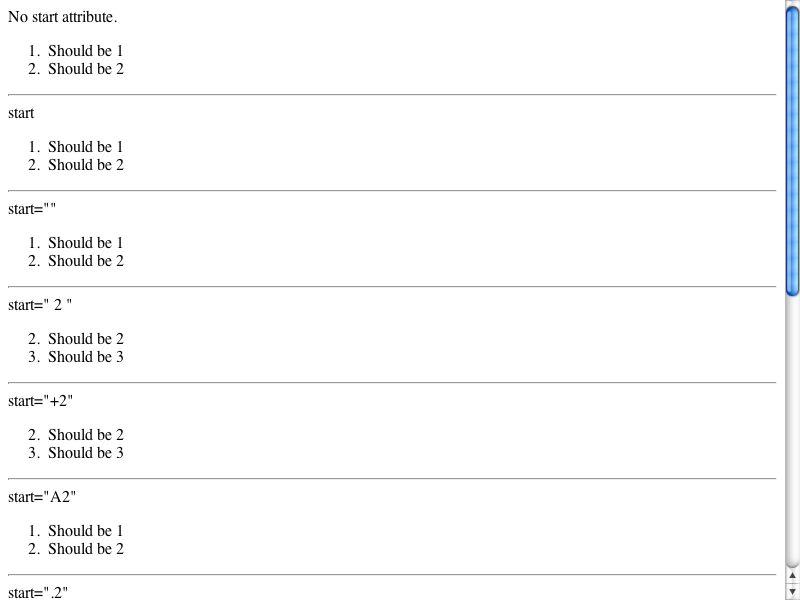 No start attribute.
1. Should be 1
2. Should be 2
start
1. Should be 1
2. Should be 2
start=""
1. Should be 1
2. Should be 2
start=" 2 "
2. Should be 2
3. Should be 3
start="+2"
2. Should be 2
3. Should be 3
start="A2"
1. Should be 1
2. Should be 2
start=".2"